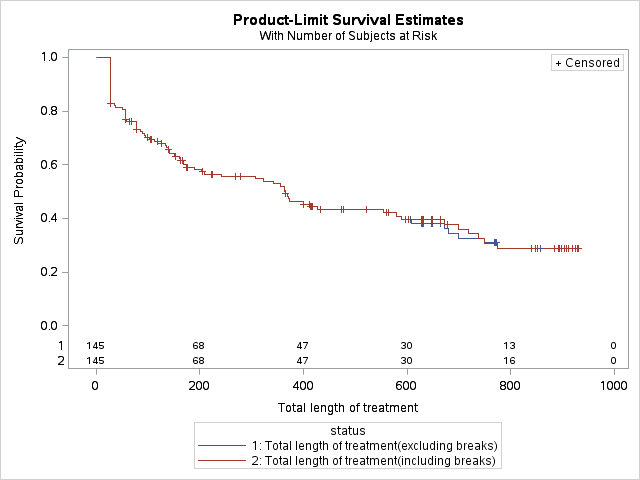 Product-Limit Survival Estimates
With Number of Subjects at Risk
+ Censored
Survival Probability
1.0
0.8
0.6
0.4
0.2
0.0
1 145 68 47 30 13 0
2 145 68 47 30 16 0
0 200 400 600 800 1000
Total length of treatment
status
1: Total length of treatment(excluding breaks)
2: Total length of treatment(including breaks)